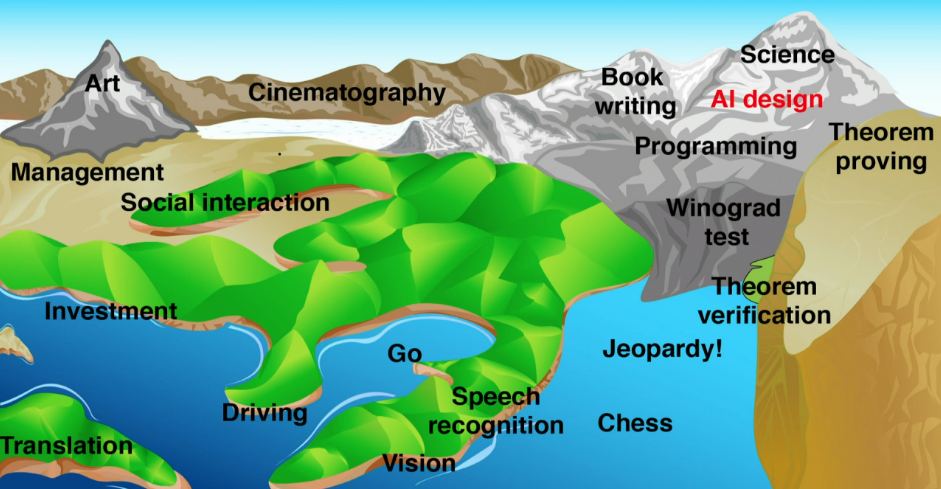 Science
Art
Book
writing
Cinematography
AI design
Theorem
proving
Programming
Management
Social interaction
Winograd
test
Theorem
verification
Investment
Jeopardy!
Go
Speech
recognition
Driving
Chess
Translation
Vision